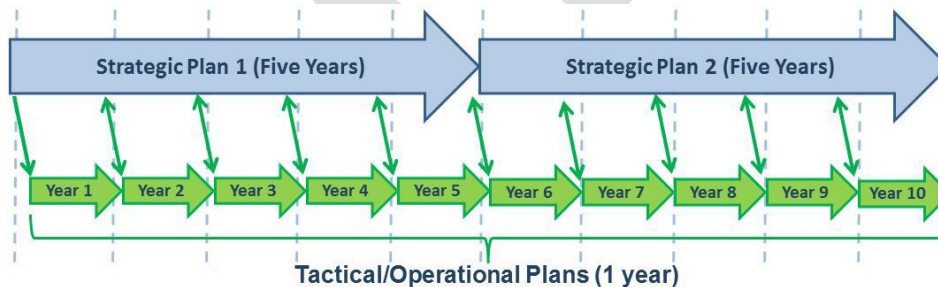 Strategic Plan 1 (Five Years) Strategic Plan 2 (Five Years)
Year 1 Year 2 Year 3 Year 4 Year 5 Year 6 Year 7 Year 8 Year 9 Year 10
Tactical/Operational Plans (1 year)